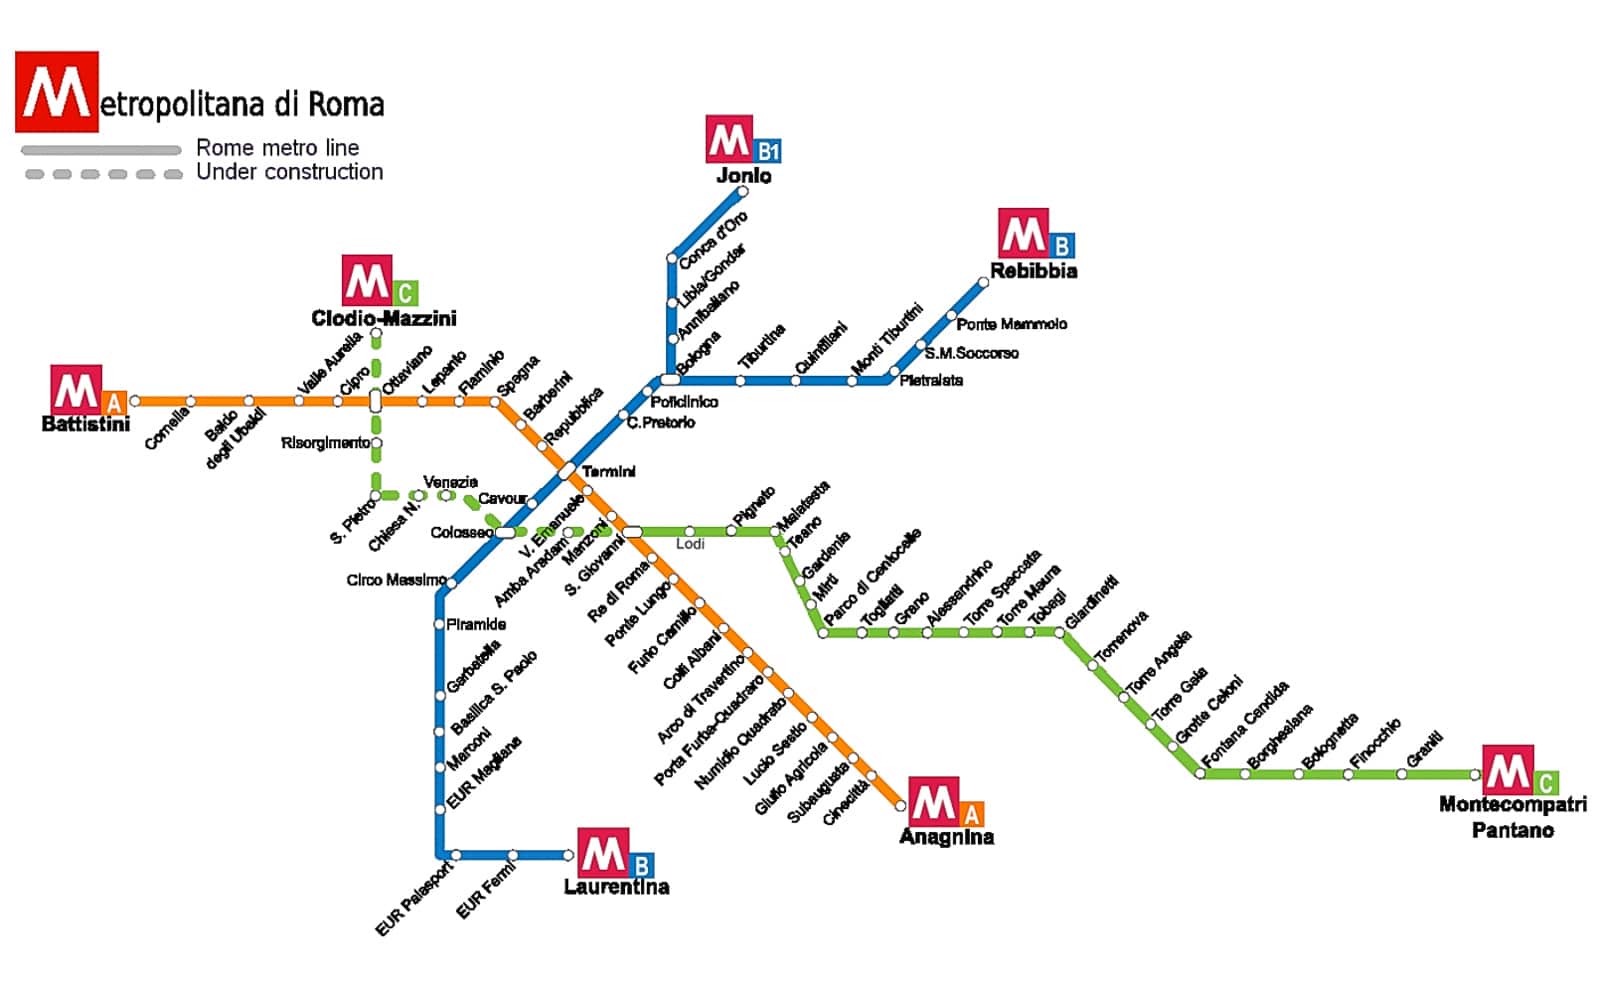 Metropolitana di Roma
Rome metro line
Under construction
M B1
Jonio
Conca d'Oro
Libia/Gondar
Annibaliano
Bologna
M B
Rebibbia
Ponte Mammolo
S.M.Soccorso
Pietralata
Monti Tiburtini
Quintiliani
Tiburtina
Policlinico
C.Pretorio
M C
Clodio-Mazzini
M A
Battistini
Cornelia
Baldo
degli Ubaldi
Valle Aurelia
Cipro
Ottaviano
Lepanto
Flaminio
Spagna
Barberini
Repubblica
Termini
Risorgimento
S. Pietro
Chiesa N.
Venezia
Cavour
Colosseo
V. Emanuele
Amba Aradam
Manzoni
S. Giovanni
Lodi
Pigneto
Malatesta
Teano
Gardenie
Mirti
Parco di Centocelle
Togliatti
Grano
Alessandrino
Torre Spaccata
Torre Maura
Tobagi
Giardinetti
Torrenova
Torre Angela
Torre Gaia
Grotte Celoni
Fontana Candida
Borghesiana
Bolognetta
Finocchio
Graniti
M C
Montecompatri
Pantano
Circo Massimo
Piramide
Garbatella
Basilica S. Paolo
Marconi
EUR Magliana
EUR Palasport
EUR Fermi
M B
Laurentina
Re di Roma
Ponte Lungo
Furio Camillo
Colli Albani
Arco di Travertino
Porta Furba-Quadraro
Numidio Quadrato
Lucio Sestio
Giulio Agricola
Subaugusta
Cinecittà
M A
Anagnina